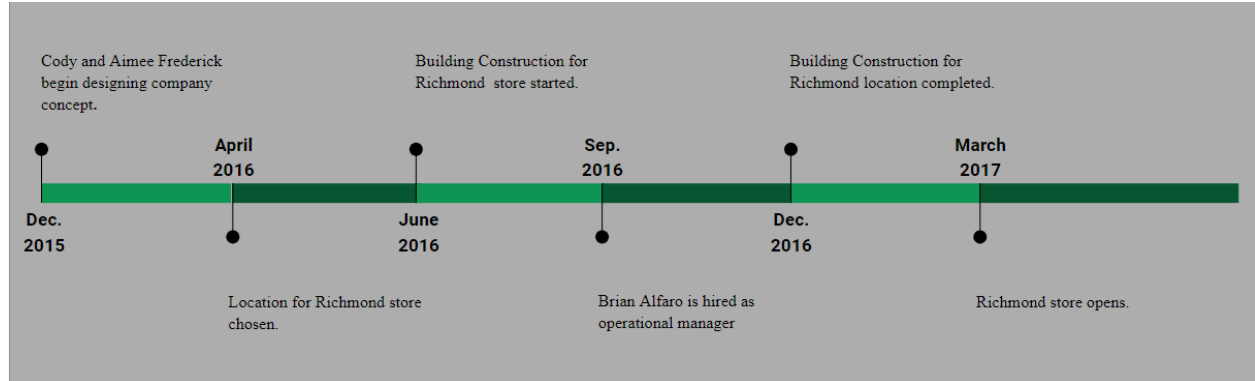 Cody and Aimee Frederick
begin designing company
concept.
Building Construction for
Richmond store started.
Building Construction for
Richmond location completed.
April
2016
Sep.
2016
March
2017
Dec.
2015
June
2016
Dec.
2016
Location for Richmond store
chosen.
Brian Alfaro is hired as
operational manager
Richmond store opens.